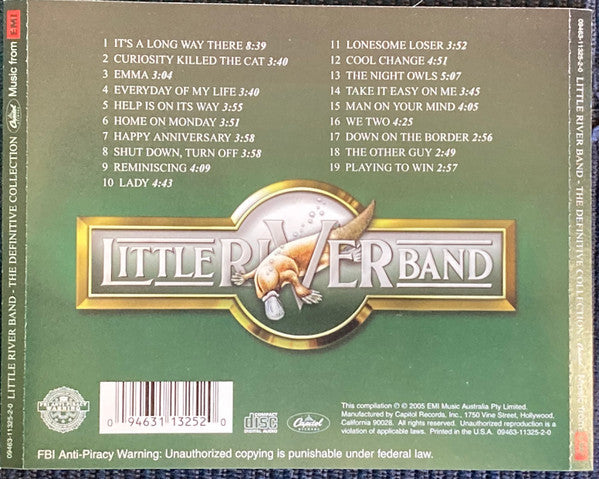 1 IT'S A LONG WAY THERE 8:39
2 CURIOSITY KILLED THE CAT 3:40
3 EMMA 3:04
4 EVERYDAY OF MY LIFE 3:40
5 HELP IS ON ITS WAY 3:55
6 HOME ON MONDAY 3:51
7 HAPPY ANNIVERSARY 3:58
8 SHUT DOWN, TURN OFF 3:58
9 REMINISCING 4:09
10 LADY 4:43
11 LONESOME LOSER 3:52
12 COOL CHANGE 4:51
13 THE NIGHT OWLS 5:07
14 TAKE IT EASY ON ME 3:45
15 MAN ON YOUR MIND 4:05
16 WE TWO 4:25
17 DOWN ON THE BORDER 2:56
18 THE OTHER GUY 2:49
19 PLAYING TO WIN 2:57
LITTLE RIVER BAND
0 94631 13252 0
COMPACT
disc
DIGITAL AUDIO
Capitol
RECORDS
This compilation ℗ © 2005 EMI Music Australia Pty Limited.
Manufactured by Capitol Records, Inc., 1750 Vine Street, Hollywood,
California 90028. All rights reserved. Unauthorized reproduction is a
violation of applicable laws. Printed in the U.S.A. 09463-11325-2-0
FBI Anti-Piracy Warning: Unauthorized copying is punishable under federal law.
09463-11325-2-0 LITTLE RIVER BAND - THE DEFINITIVE COLLECTION Capitol Music from EMI
09463-11325-2-0 LITTLE RIVER BAND - THE DEFINITIVE COLLECTION Capitol Music from EMI